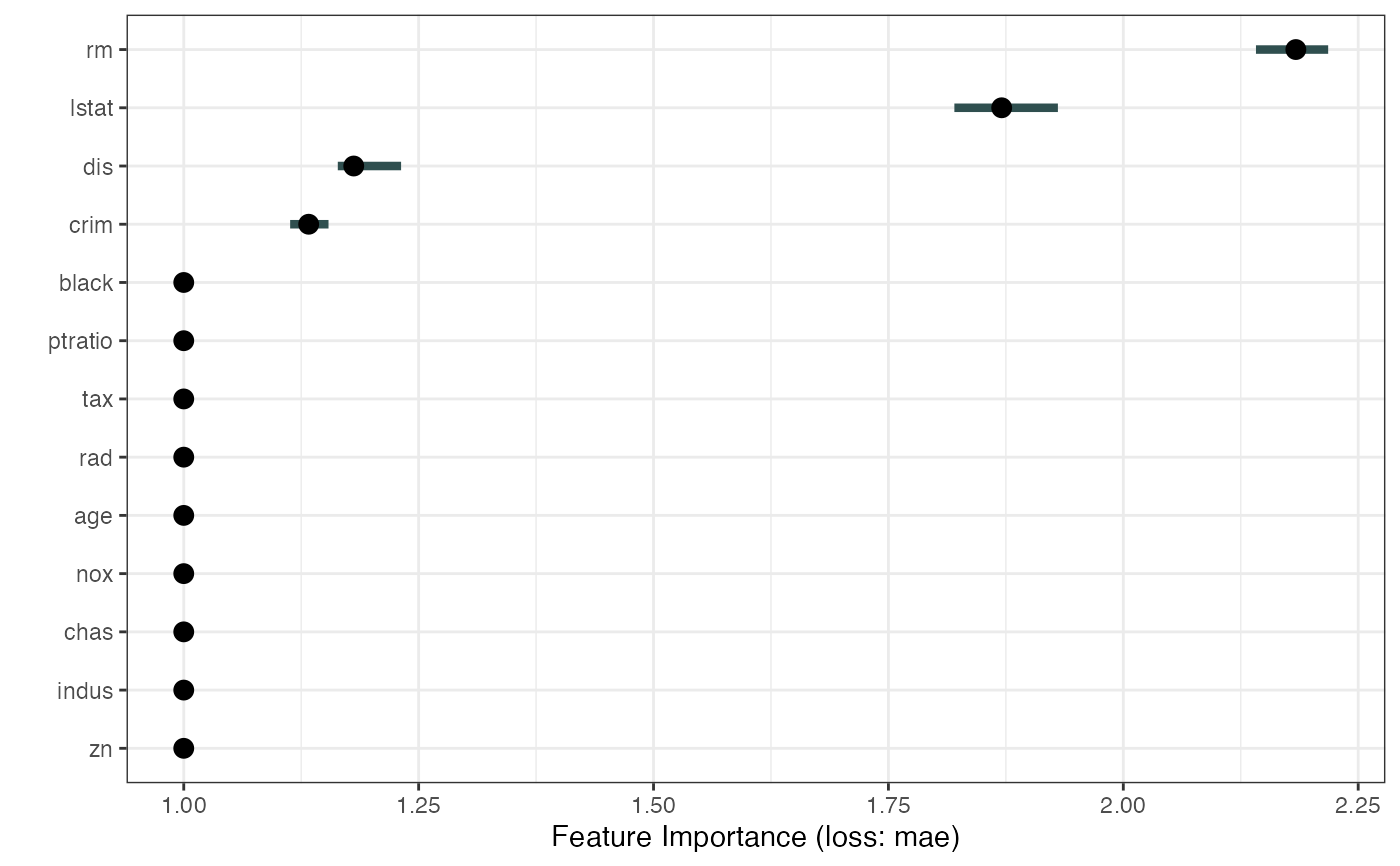 rm
lstat
dis
crim
black
ptratio
tax
rad
age
nox
chas
indus
zn
1.00 1.25 1.50 1.75 2.00 2.25
Feature Importance (loss: mae)